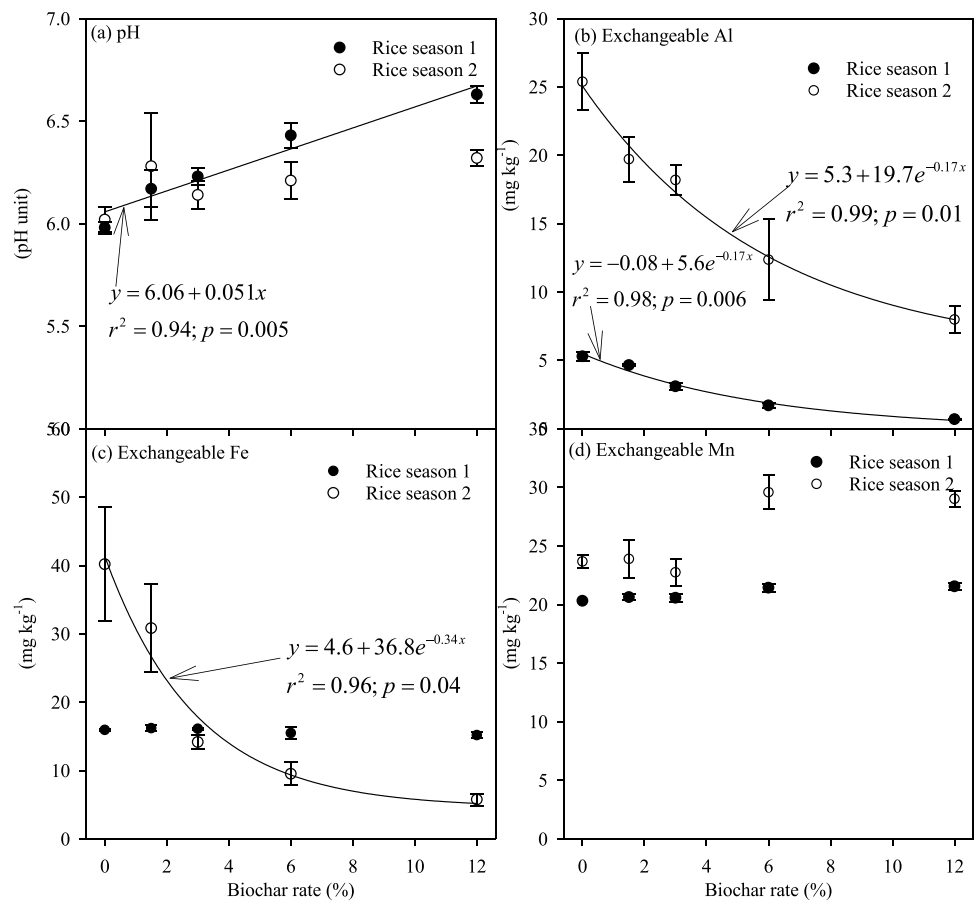 (a) pH
Rice season 1
Rice season 2
7.0
6.5
6.0
5.5
(pH unit)
y = 6.06 + 0.051x
r² = 0.94; p = 0.005
(b) Exchangeable Al
Rice season 1
Rice season 2
30
25
20
15
10
5
(mg kg⁻¹)
y = 5.3 + 19.7e^−0.17x
r² = 0.99; p = 0.01
y = −0.08 + 5.6e^−0.17x
r² = 0.98; p = 0.006
(c) Exchangeable Fe
Rice season 1
Rice season 2
50
40
30
20
10
0
(mg kg⁻¹)
y = 4.6 + 36.8e^−0.34x
r² = 0.96; p = 0.04
0 2 4 6 8 10 12
Biochar rate (%)
(d) Exchangeable Mn
Rice season 1
Rice season 2
30
25
20
15
10
5
0
(mg kg⁻¹)
0 2 4 6 8 10 12
Biochar rate (%)